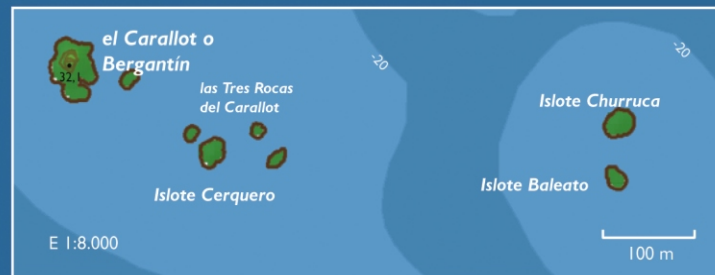 el Carallot o
Bergantín
32,1
-20
-20
las Tres Rocas
del Carallot
Islote Churruca
Islote Cerquero
Islote Baleato
E 1:8.000
100 m